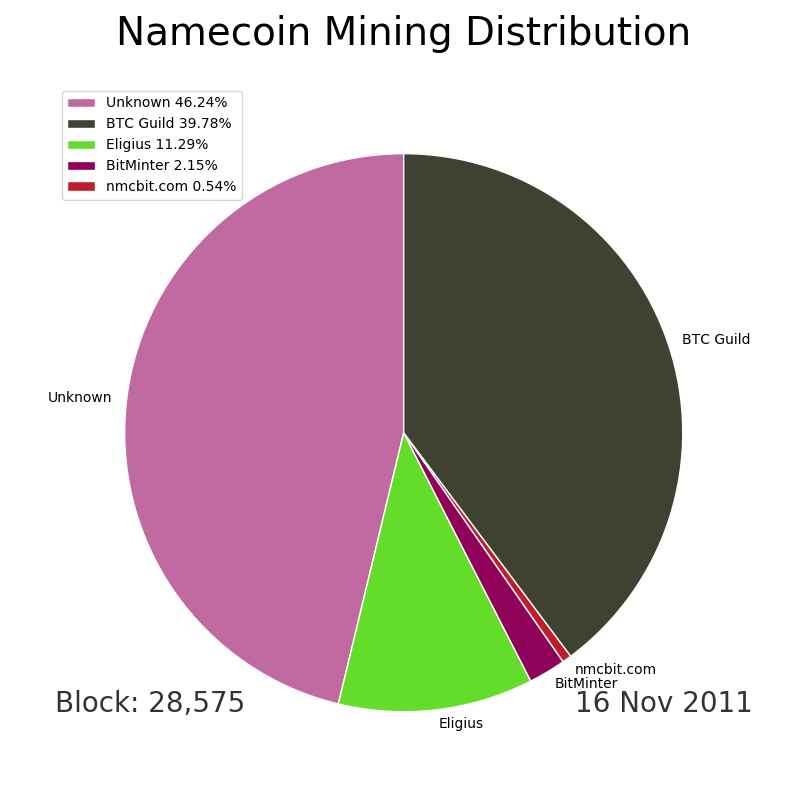 Namecoin Mining Distribution
Unknown 46.24%
BTC Guild 39.78%
Eligius 11.29%
BitMinter 2.15%
nmcbit.com 0.54%
BTC Guild
Unknown
nmcbit.com
BitMinter
Block: 28,575
16 Nov 2011
Eligius